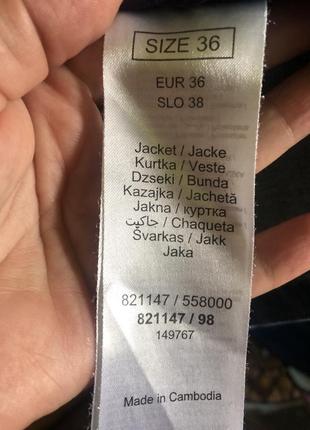 SIZE 36
EUR 36
SLO 38
Jacket / Jacke
Kurtka / Veste
Dzseki / Bunda
Kazajka / Jachetă
Jakna / куртка
جاكيت / Chaqueta
Švarkas / Jakk
Jaka
821147 / 558000
821147 / 98
149767
Made in Cambodia